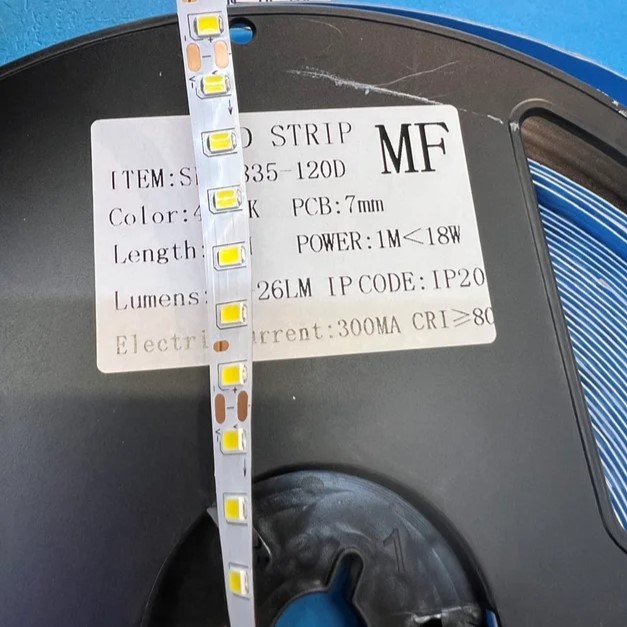 D STRIP MF
ITEM:S 335-120D
Color:4 K PCB:7mm
Length: POWER:1M<18W
Lumens: 26LM IP CODE:IP20
Electri urrent:300MA CRI≥80
1